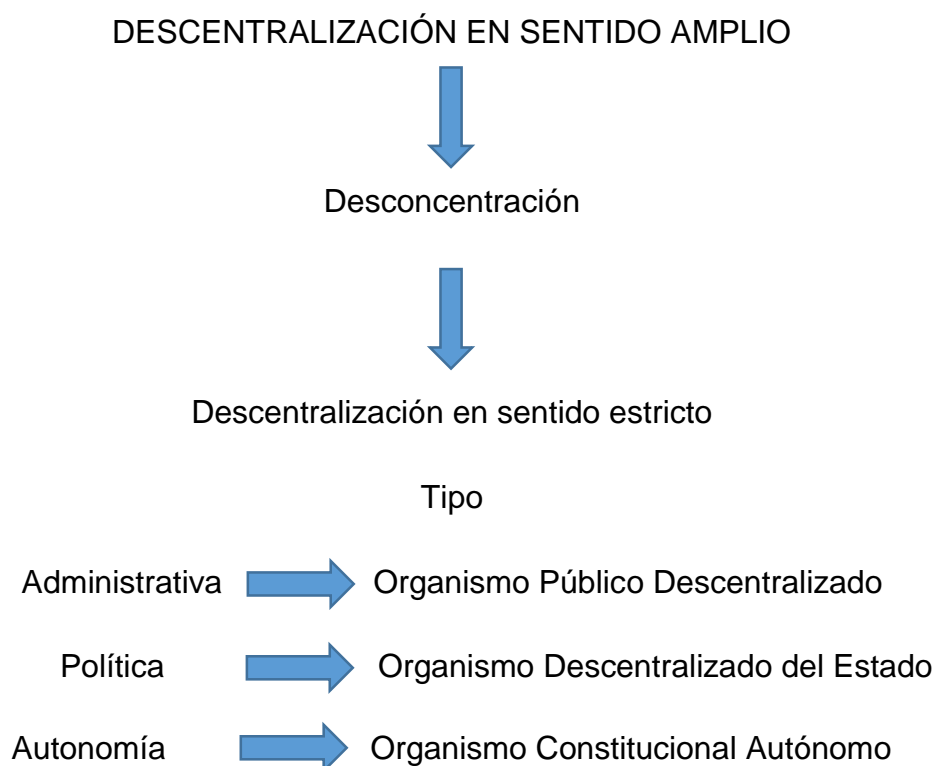 DESCENTRALIZACIÓN EN SENTIDO AMPLIO
Desconcentración
Descentralización en sentido estricto
Tipo
Administrativa Organismo Público Descentralizado
Política Organismo Descentralizado del Estado
Autonomía Organismo Constitucional Autónomo